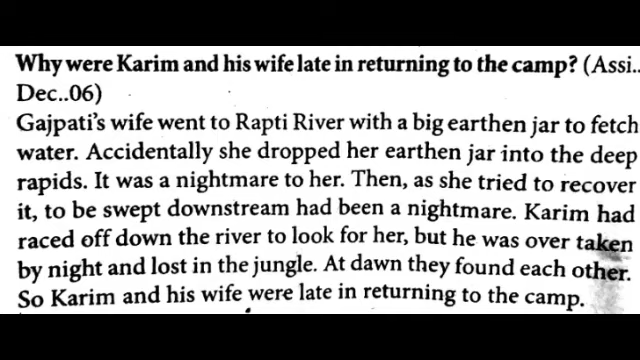 Why were Karim and his wife late in returning to the camp? (Assi..
Dec..06)
Gajpati's wife went to Rapti River with a big earthen jar to fetch
water. Accidentally she dropped her earthen jar into the deep
rapids. It was a nightmare to her. Then, as she tried to recover
it, to be swept downstream had been a nightmare. Karim had
raced off down the river to look for her, but he was over taken
by night and lost in the jungle. At dawn they found each other.
So Karim and his wife were late in returning to the camp.